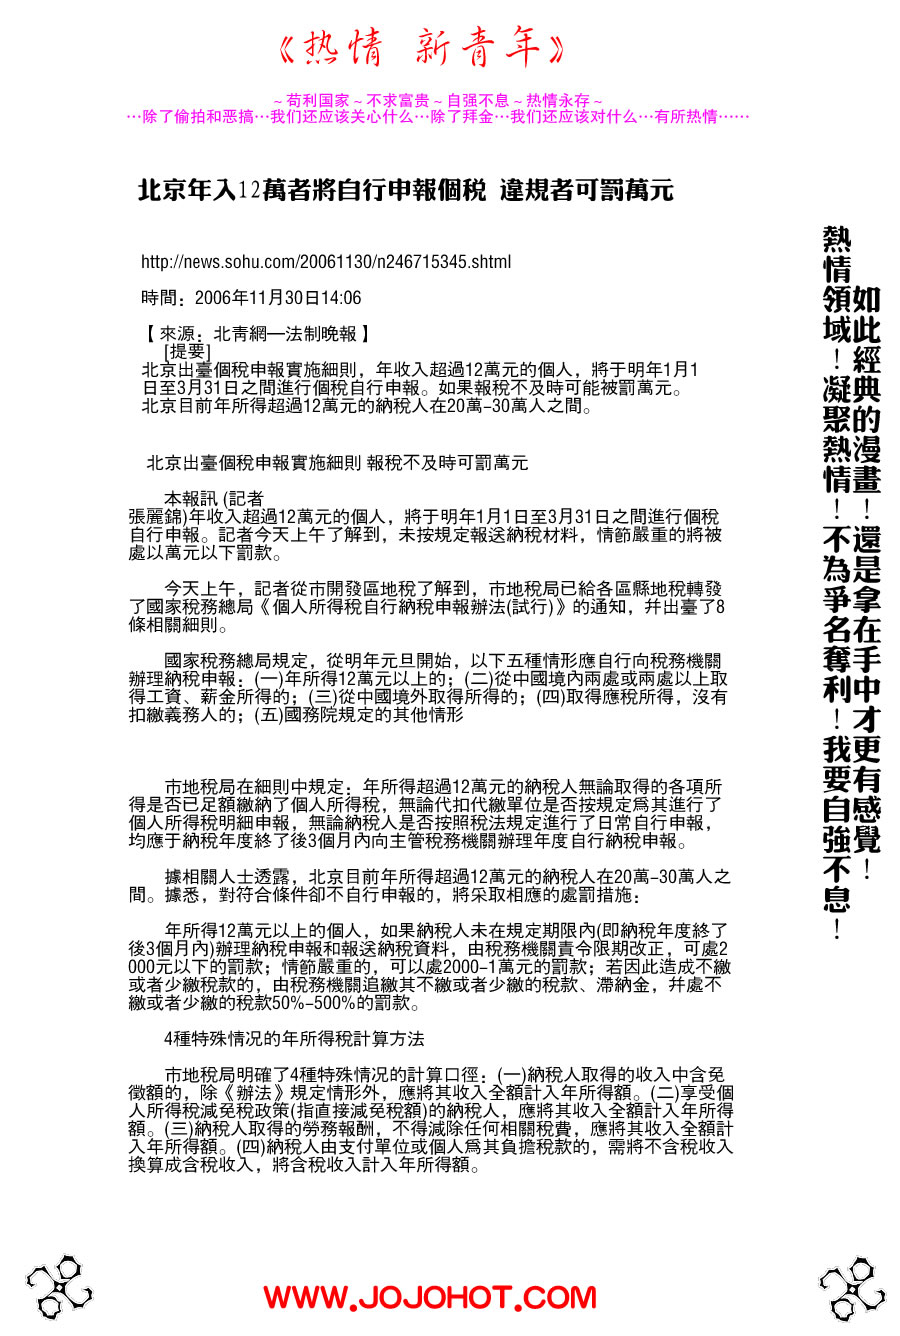 《热情 新青年》
~苟利国家~不求富贵~自强不息~热情永存~
…除了偷拍和恶搞…我们还应该关心什么…除了拜金…我们还应该对什么…有所热情……
北京年入12萬者將自行申報個税 違規者可罰萬元
http://news.sohu.com/20061130/n246715345.shtml
時間：2006年11月30日14:06
【來源：北靑網—法制晚報】
[提要]
北京出臺個稅申報實施細則，年收入超過12萬元的個人，將于明年1月1
日至3月31日之間進行個稅自行申報。如果報稅不及時可能被罰萬元。
北京目前年所得超過12萬元的納稅人在20萬-30萬人之間。
北京出臺個稅申報實施細則 報稅不及時可罰萬元
本報訊 (記者
張麗錦)年收入超過12萬元的個人，將于明年1月1日至3月31日之間進行個稅
自行申報。記者今天上午了解到，未按規定報送納稅材料，情節嚴重的將被
處以萬元以下罰款。
今天上午，記者從市開發區地稅了解到，市地稅局已給各區縣地稅轉發
了國家稅務總局《個人所得稅自行納稅申報辦法(試行)》的通知，幷出臺了8
條相關細則。
國家稅務總局規定，從明年元旦開始，以下五種情形應自行向稅務機關
辦理納稅申報：(一)年所得12萬元以上的；(二)從中國境內兩處或兩處以上取
得工資、薪金所得的；(三)從中國境外取得所得的；(四)取得應稅所得，沒有
扣繳義務人的；(五)國務院規定的其他情形
市地稅局在細則中規定：年所得超過12萬元的納稅人無論取得的各項所
得是否已足額繳納了個人所得稅，無論代扣代繳單位是否按規定爲其進行了
個人所得稅明細申報，無論納稅人是否按照稅法規定進行了日常自行申報，
均應于納稅年度終了後3個月內向主管稅務機關辦理年度自行納稅申報。
據相關人士透露，北京目前年所得超過12萬元的納稅人在20萬-30萬人之
間。據悉，對符合條件卻不自行申報的，將采取相應的處罰措施：
年所得12萬元以上的個人，如果納稅人未在規定期限內(即納稅年度終了
後3個月內)辦理納稅申報和報送納稅資料，由稅務機關責令限期改正，可處2
000元以下的罰款；情節嚴重的，可以處2000-1萬元的罰款；若因此造成不繳
或者少繳稅款的，由稅務機關追繳其不繳或者少繳的稅款、滯納金，幷處不
繳或者少繳的稅款50%-500%的罰款。
4種特殊情况的年所得稅計算方法
市地稅局明確了4種特殊情况的計算口徑：(一)納稅人取得的收入中含免
徵額的，除《辦法》規定情形外，應將其收入全額計入年所得額。(二)享受個
人所得稅減免稅政策(指直接減免稅額)的納稅人，應將其收入全額計入年所得
額。(三)納稅人取得的勞務報酬，不得減除任何相關稅費，應將其收入全額計
入年所得額。(四)納稅人由支付單位或個人爲其負擔稅款的，需將不含稅收入
換算成含稅收入，將含稅收入計入年所得額。
如此經典的漫畫！還是拿在手中才更有感覺！
熱情領域！凝聚熱情！不為爭名奪利！我要自強不息！
WWW.JOJOHOT.COM